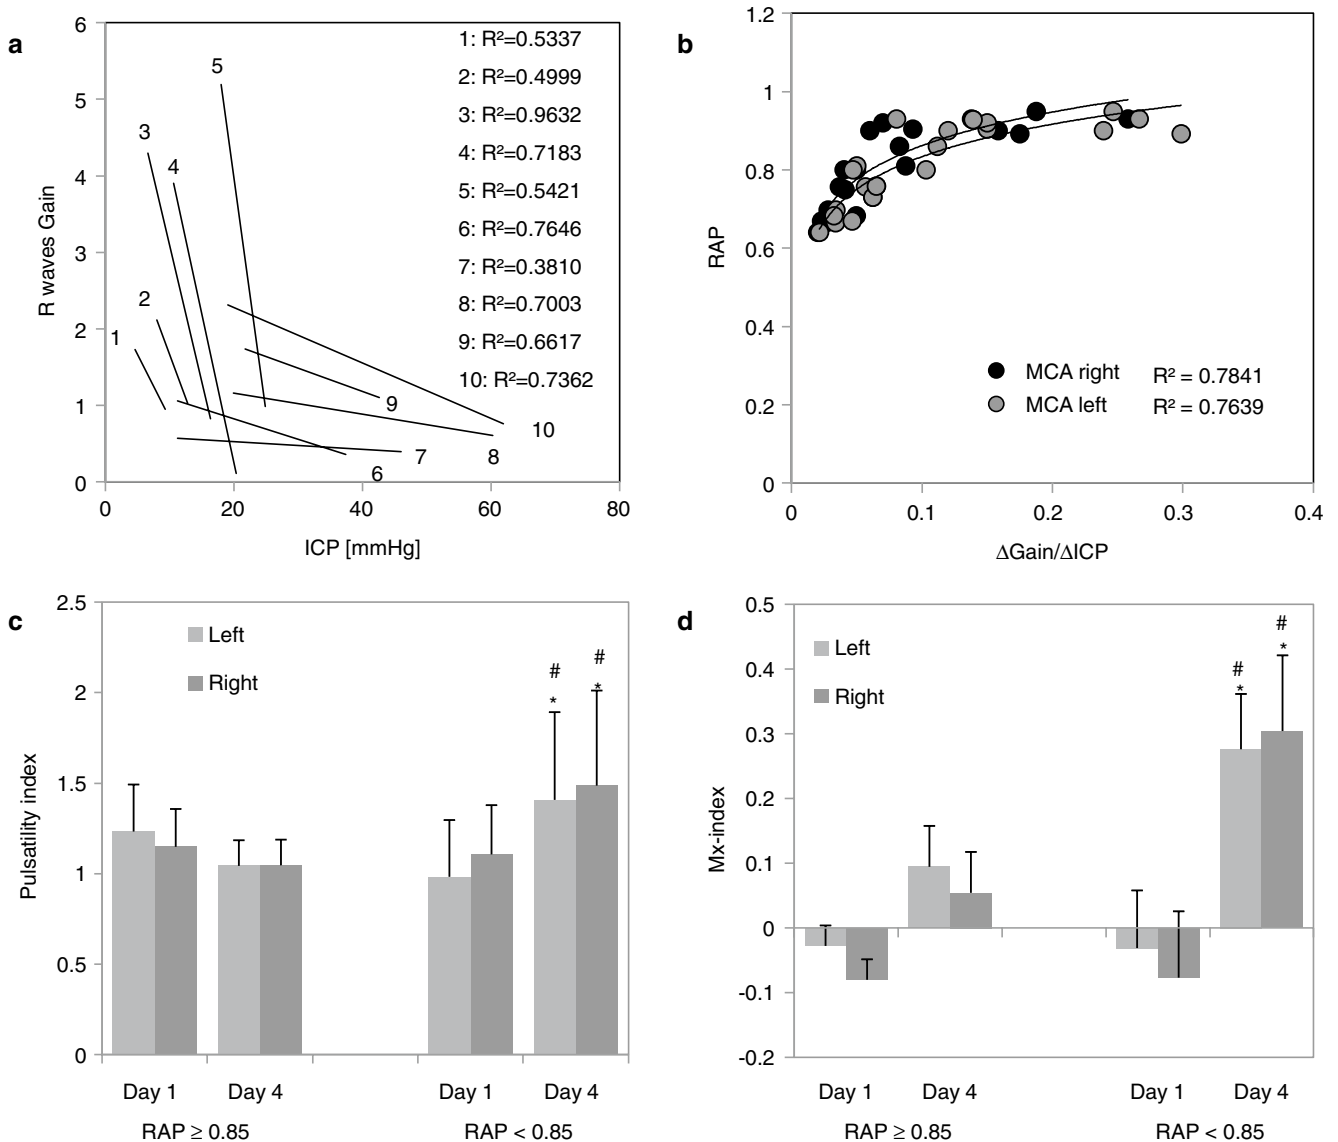 a
6
5
4
3
2
1
0
R waves Gain
0 20 40 60 80
ICP [mmHg]
1
2
3
4
5
6
7
8
9
10
1: R²=0.5337
2: R²=0.4999
3: R²=0.9632
4: R²=0.7183
5: R²=0.5421
6: R²=0.7646
7: R²=0.3810
8: R²=0.7003
9: R²=0.6617
10: R²=0.7362
b
1.2
1
0.8
0.6
0.4
0.2
0
RAP
0 0.1 0.2 0.3 0.4
ΔGain/ΔICP
MCA right R² = 0.7841
MCA left R² = 0.7639
c
2.5
2
1.5
1
0.5
0
Pulsatility index
Left
Right
# #
* *
Day 1 Day 4 Day 1 Day 4
RAP ≥ 0.85 RAP < 0.85
d
0.5
0.4
0.3
0.2
0.1
0
-0.1
-0.2
Mx-index
Left
Right
# #
* *
Day 1 Day 4 Day 1 Day 4
RAP ≥ 0.85 RAP < 0.85